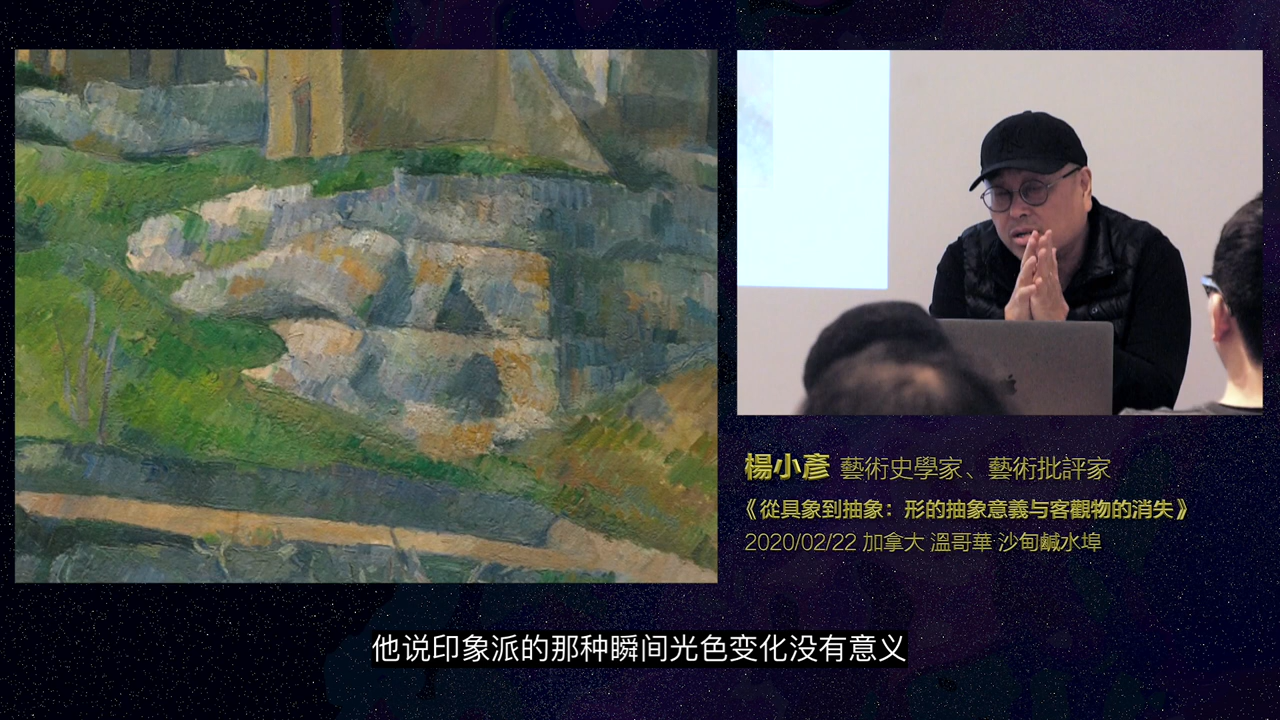 楊小彥 藝術史學家、藝術批評家
《從具象到抽象：形的抽象意義与客觀物的消失》
2020/02/22 加拿大 溫哥華 沙甸鹹水埠
他说印象派的那种瞬间光色变化没有意义